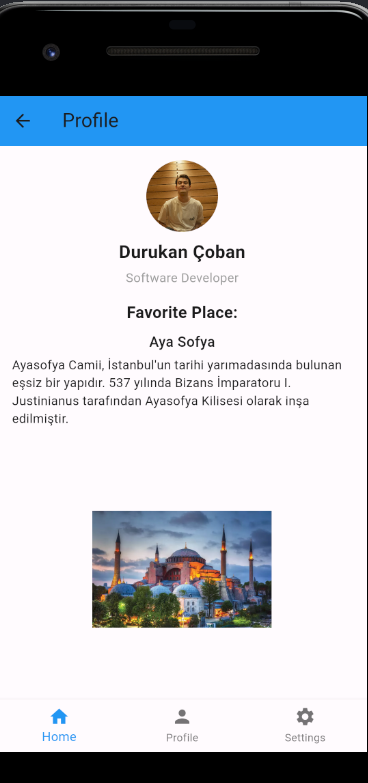 Profile
Durukan Çoban
Software Developer
Favorite Place:
Aya Sofya
Ayasofya Camii, İstanbul'un tarihi yarımadasında bulunan
eşsiz bir yapıdır. 537 yılında Bizans İmparatoru I.
Justinianus tarafından Ayasofya Kilisesi olarak inşa
edilmiştir.
Home
Profile
Settings